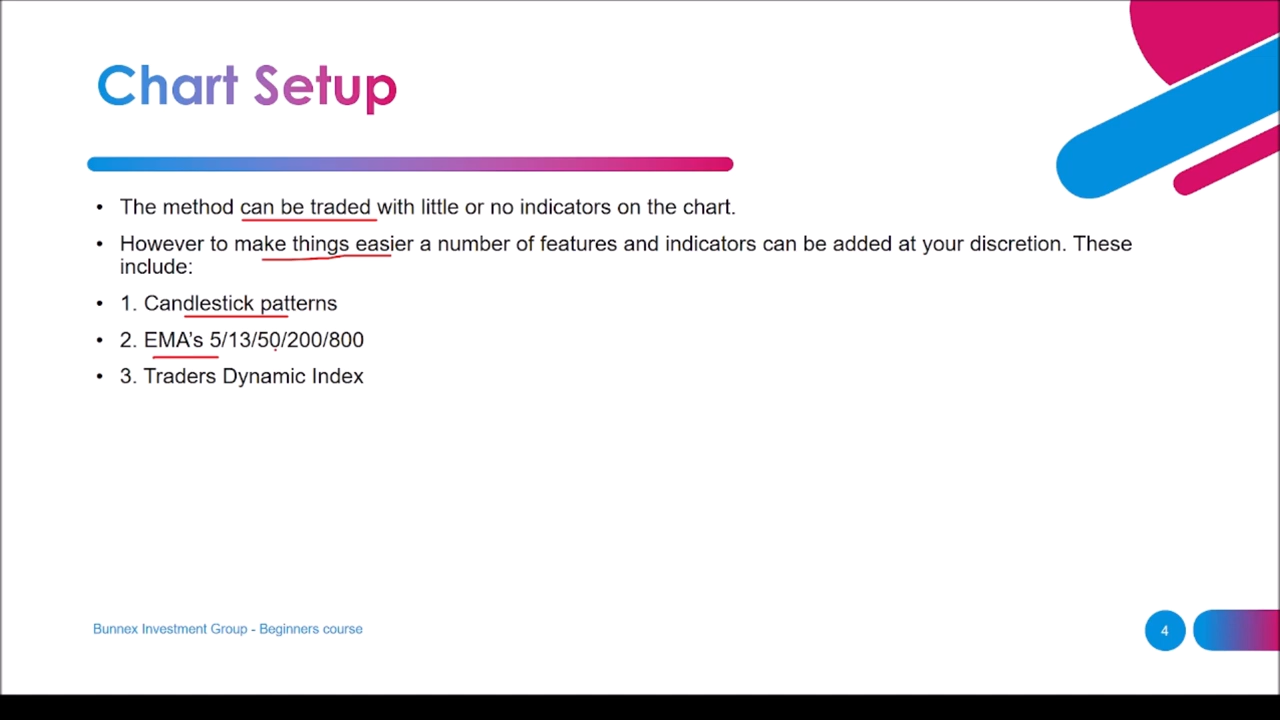 Chart Setup
• The method can be traded with little or no indicators on the chart.
• However to make things easier a number of features and indicators can be added at your discretion. These
include:
• 1. Candlestick patterns
• 2. EMA’s 5/13/50/200/800
• 3. Traders Dynamic Index
Bunnex Investment Group - Beginners course
4